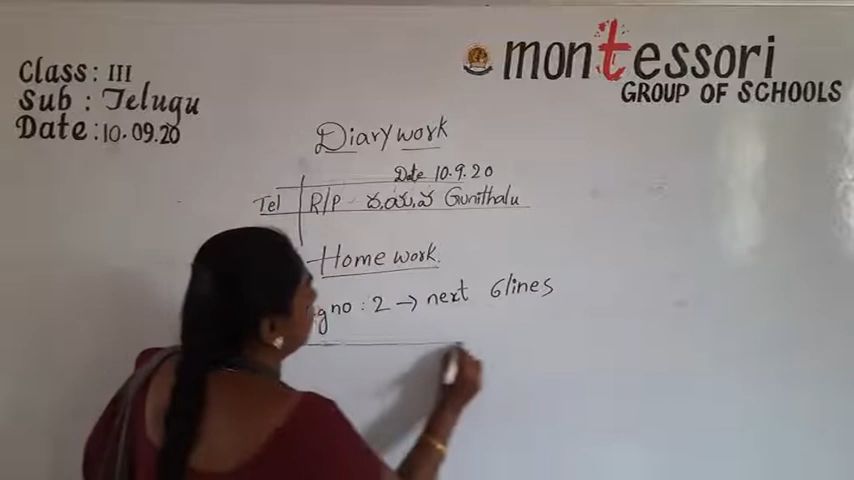 montessori
GROUP OF SCHOOLS
Class: III
Sub : Telugu
Date: 10.09.20
Diary work
Date 10.9.20
Tel R/P Gunithalu
Home work.
no : 2 → next 6lines